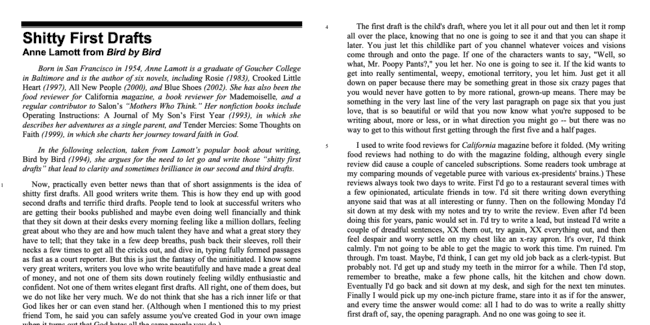 Shitty First Drafts
Anne Lamott from Bird by Bird
Born in San Francisco in 1954, Anne Lamott is a graduate of Goucher College
in Baltimore and is the author of six novels, including Rosie (1983), Crooked Little
Heart (1997), All New People (2000), and Blue Shoes (2002). She has also been the
food reviewer for California magazine, a book reviewer for Mademoiselle, and a
regular contributor to Salon's "Mothers Who Think." Her nonfiction books include
Operating Instructions: A Journal of My Son's First Year (1993), in which she
describes her adventures as a single parent, and Tender Mercies: Some Thoughts on
Faith (1999), in which she charts her journey toward faith in God.
In the following selection, taken from Lamott's popular book about writing,
Bird by Bird (1994), she argues for the need to let go and write those "shitty first
drafts" that lead to clarity and sometimes brilliance in our second and third drafts.
1 Now, practically even better news than that of short assignments is the idea of
shitty first drafts. All good writers write them. This is how they end up with good
second drafts and terrific third drafts. People tend to look at successful writers who
are getting their books published and maybe even doing well financially and think
that they sit down at their desks every morning feeling like a million dollars, feeling
great about who they are and how much talent they have and what a great story they
have to tell; that they take in a few deep breaths, push back their sleeves, roll their
necks a few times to get all the cricks out, and dive in, typing fully formed passages
as fast as a court reporter. But this is just the fantasy of the uninitiated. I know some
very great writers, writers you love who write beautifully and have made a great deal
of money, and not one of them sits down routinely feeling wildly enthusiastic and
confident. Not one of them writes elegant first drafts. All right, one of them does, but
we do not like her very much. We do not think that she has a rich inner life or that
God likes her or can even stand her. (Although when I mentioned this to my priest
friend Tom, he said you can safely assume you've created God in your own image
when it turns out that God hates all the same people you do.)
4 The first draft is the child's draft, where you let it all pour out and then let it romp
all over the place, knowing that no one is going to see it and that you can shape it
later. You just let this childlike part of you channel whatever voices and visions
come through and onto the page. If one of the characters wants to say, "Well, so
what, Mr. Poopy Pants?," you let her. No one is going to see it. If the kid wants to
get into really sentimental, weepy, emotional territory, you let him. Just get it all
down on paper because there may be something great in those six crazy pages that
you would never have gotten to by more rational, grown-up means. There may be
something in the very last line of the very last paragraph on page six that you just
love, that is so beautiful or wild that you now know what you're supposed to be
writing about, more or less, or in what direction you might go -- but there was no
way to get to this without first getting through the first five and a half pages.
5 I used to write food reviews for California magazine before it folded. (My writing
food reviews had nothing to do with the magazine folding, although every single
review did cause a couple of canceled subscriptions. Some readers took umbrage at
my comparing mounds of vegetable puree with various ex-presidents' brains.) These
reviews always took two days to write. First I'd go to a restaurant several times with
a few opinionated, articulate friends in tow. I'd sit there writing down everything
anyone said that was at all interesting or funny. Then on the following Monday I'd
sit down at my desk with my notes and try to write the review. Even after I'd been
doing this for years, panic would set in. I'd try to write a lead, but instead I'd write a
couple of dreadful sentences, XX them out, try again, XX everything out, and then
feel despair and worry settle on my chest like an x-ray apron. It's over, I'd think
calmly. I'm not going to be able to get the magic to work this time. I'm ruined. I'm
through. I'm toast. Maybe, I'd think, I can get my old job back as a clerk-typist. But
probably not. I'd get up and study my teeth in the mirror for a while. Then I'd stop,
remember to breathe, make a few phone calls, hit the kitchen and chow down.
Eventually I'd go back and sit down at my desk, and sigh for the next ten minutes.
Finally I would pick up my one-inch picture frame, stare into it as if for the answer,
and every time the answer would come: all I had to do was to write a really shitty
first draft of, say, the opening paragraph. And no one was going to see it.